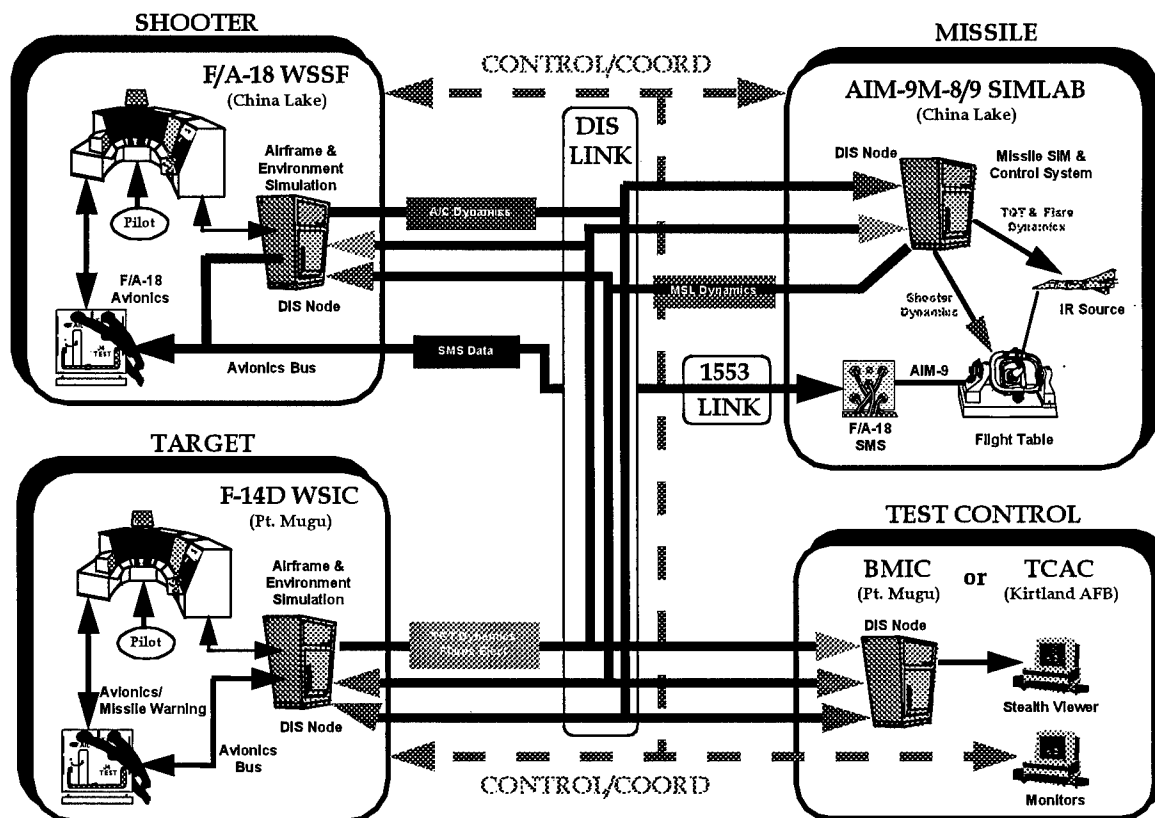 SHOOTER
F/A-18 WSSF
(China Lake)
Airframe &
Environment
Simulation
Pilot
F/A-18
Avionics
DIS Node
Avionics Bus
TEST
CONTROL/COORD
DIS
LINK
A/C Dynamics
MSL Dynamics
SMS Data
1553
LINK
MISSILE
AIM-9M-8/9 SIMLAB
(China Lake)
DIS Node
Missile SIM &
Control System
TGT & Flare
Dynamics
Shooter
Dynamics
IR Source
AIM-9
F/A-18
SMS
Flight Table
TARGET
F-14D WSIC
(Pt. Mugu)
Airframe &
Environment
Simulation
Pilot
Avionics/
Missile Warning
DIS Node
Avionics
Bus
TEST
TGT Dynamics
CONTROL/COORD
TEST CONTROL
BMIC or TCAC
(Pt. Mugu) (Kirtland AFB)
DIS Node
Stealth Viewer
Monitors